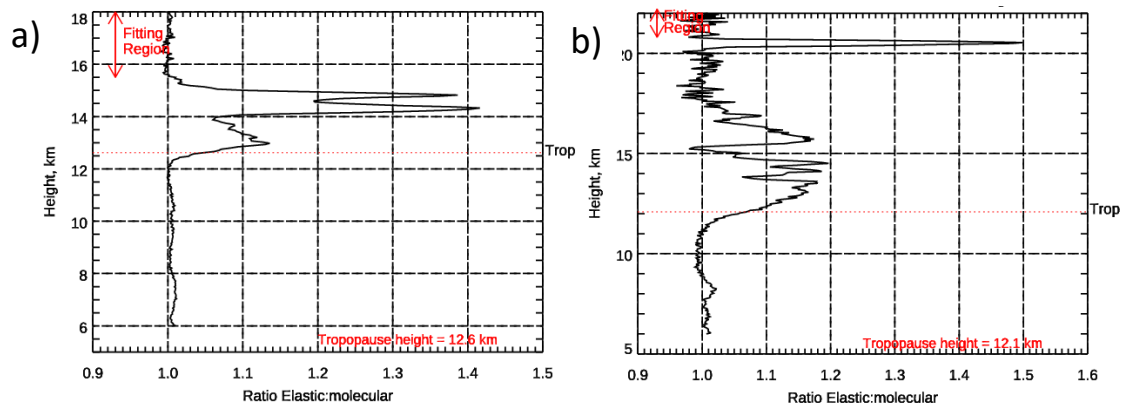 a)
18
16
14
12
10
8
6
Height, km
Fitting
Region
Trop
Tropopause height = 12.6 km
0.9 1.0 1.1 1.2 1.3 1.4 1.5
Ratio Elastic:molecular
b)
20
15
10
5
Height, km
Fitting
Region
Trop
Tropopause height = 12.1 km
0.9 1.0 1.1 1.2 1.3 1.4 1.5 1.6
Ratio Elastic:molecular